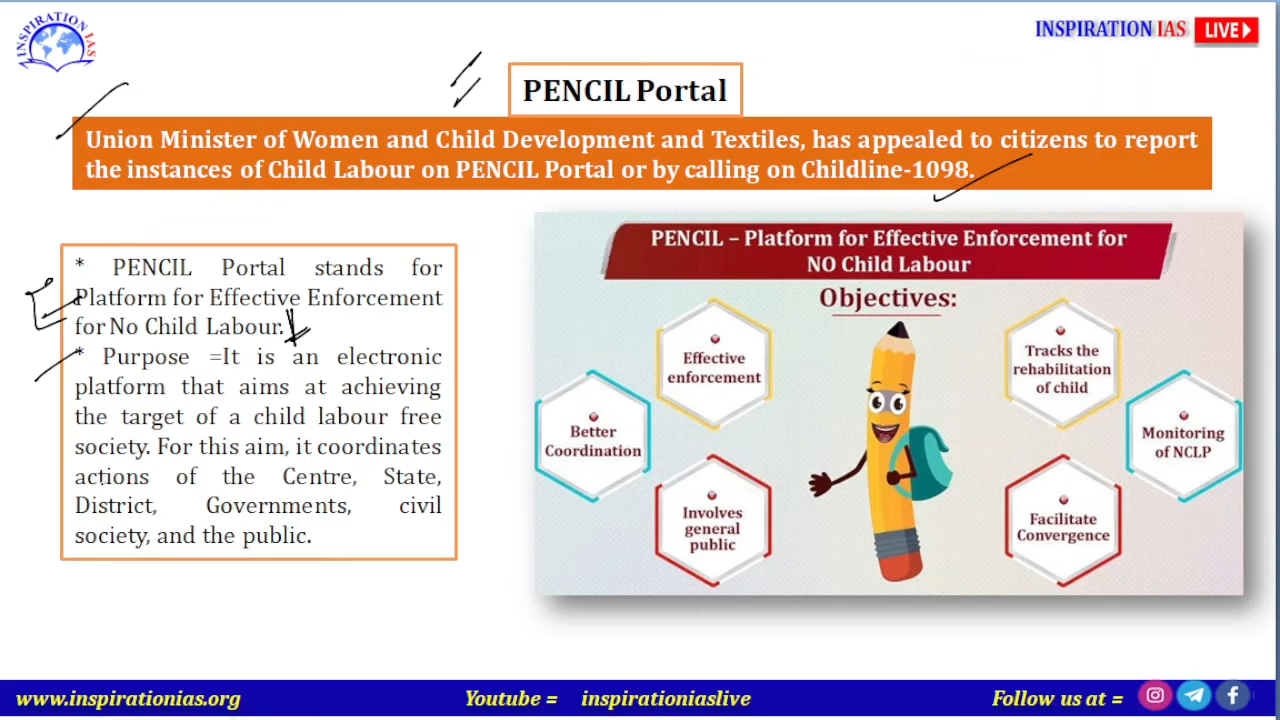 INSPIRATION IAS
INSPIRATION IAS LIVE
PENCIL Portal
Union Minister of Women and Child Development and Textiles, has appealed to citizens to report
the instances of Child Labour on PENCIL Portal or by calling on Childline-1098.
* PENCIL Portal stands for
Platform for Effective Enforcement
for No Child Labour.
* Purpose =It is an electronic
platform that aims at achieving
the target of a child labour free
society. For this aim, it coordinates
actions of the Centre, State,
District, Governments, civil
society, and the public.
PENCIL – Platform for Effective Enforcement for
NO Child Labour
Objectives:
Effective
enforcement
Better
Coordination
Involves
general
public
Tracks the
rehabilitation
of child
Monitoring
of NCLP
Facilitate
Convergence
www.inspirationias.org
Youtube = inspirationiaslive
Follow us at =